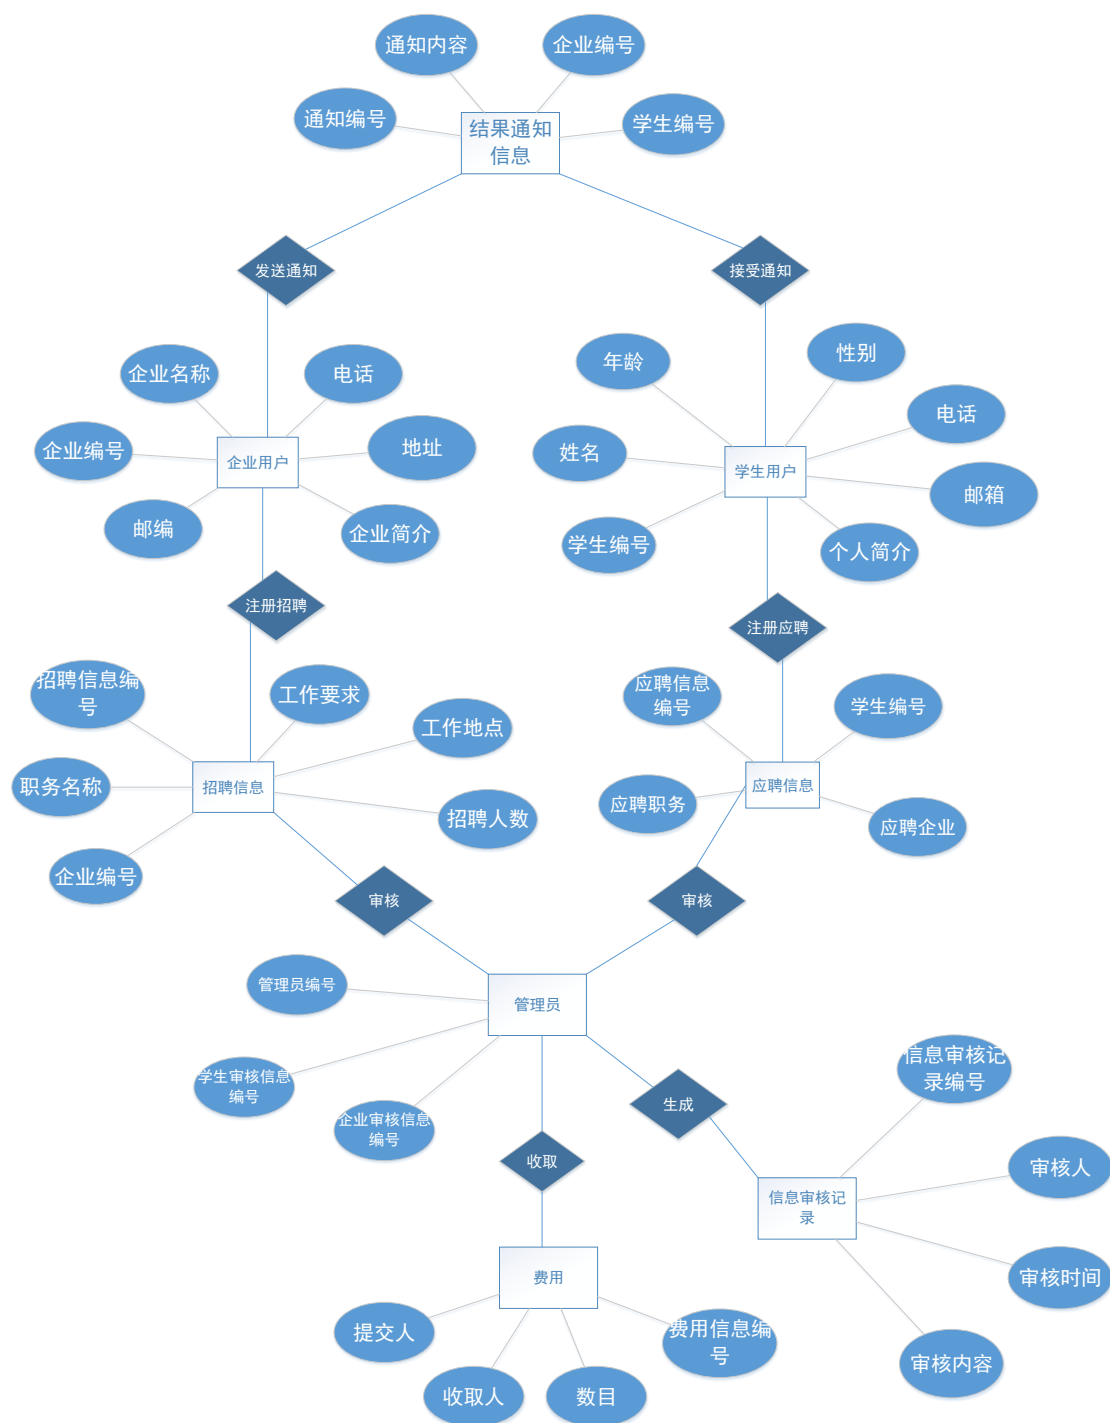 通知内容
企业编号
通知编号
结果通知
信息
学生编号
发送通知
接受通知
企业名称
电话
年龄
性别
企业编号
企业用户
地址
姓名
学生用户
电话
邮编
企业简介
学生编号
个人简介
邮箱
注册招聘
注册应聘
招聘信息编
号
工作要求
工作地点
应聘信息
编号
学生编号
职务名称
招聘信息
招聘人数
应聘职务
应聘信息
应聘企业
企业编号
审核
审核
管理员编号
管理员
学生审核信息
编号
企业审核信息
编号
生成
信息审核记
录编号
收取
审核人
信息审核记
录
审核时间
费用
提交人
费用信息编
号
审核内容
收取人
数目